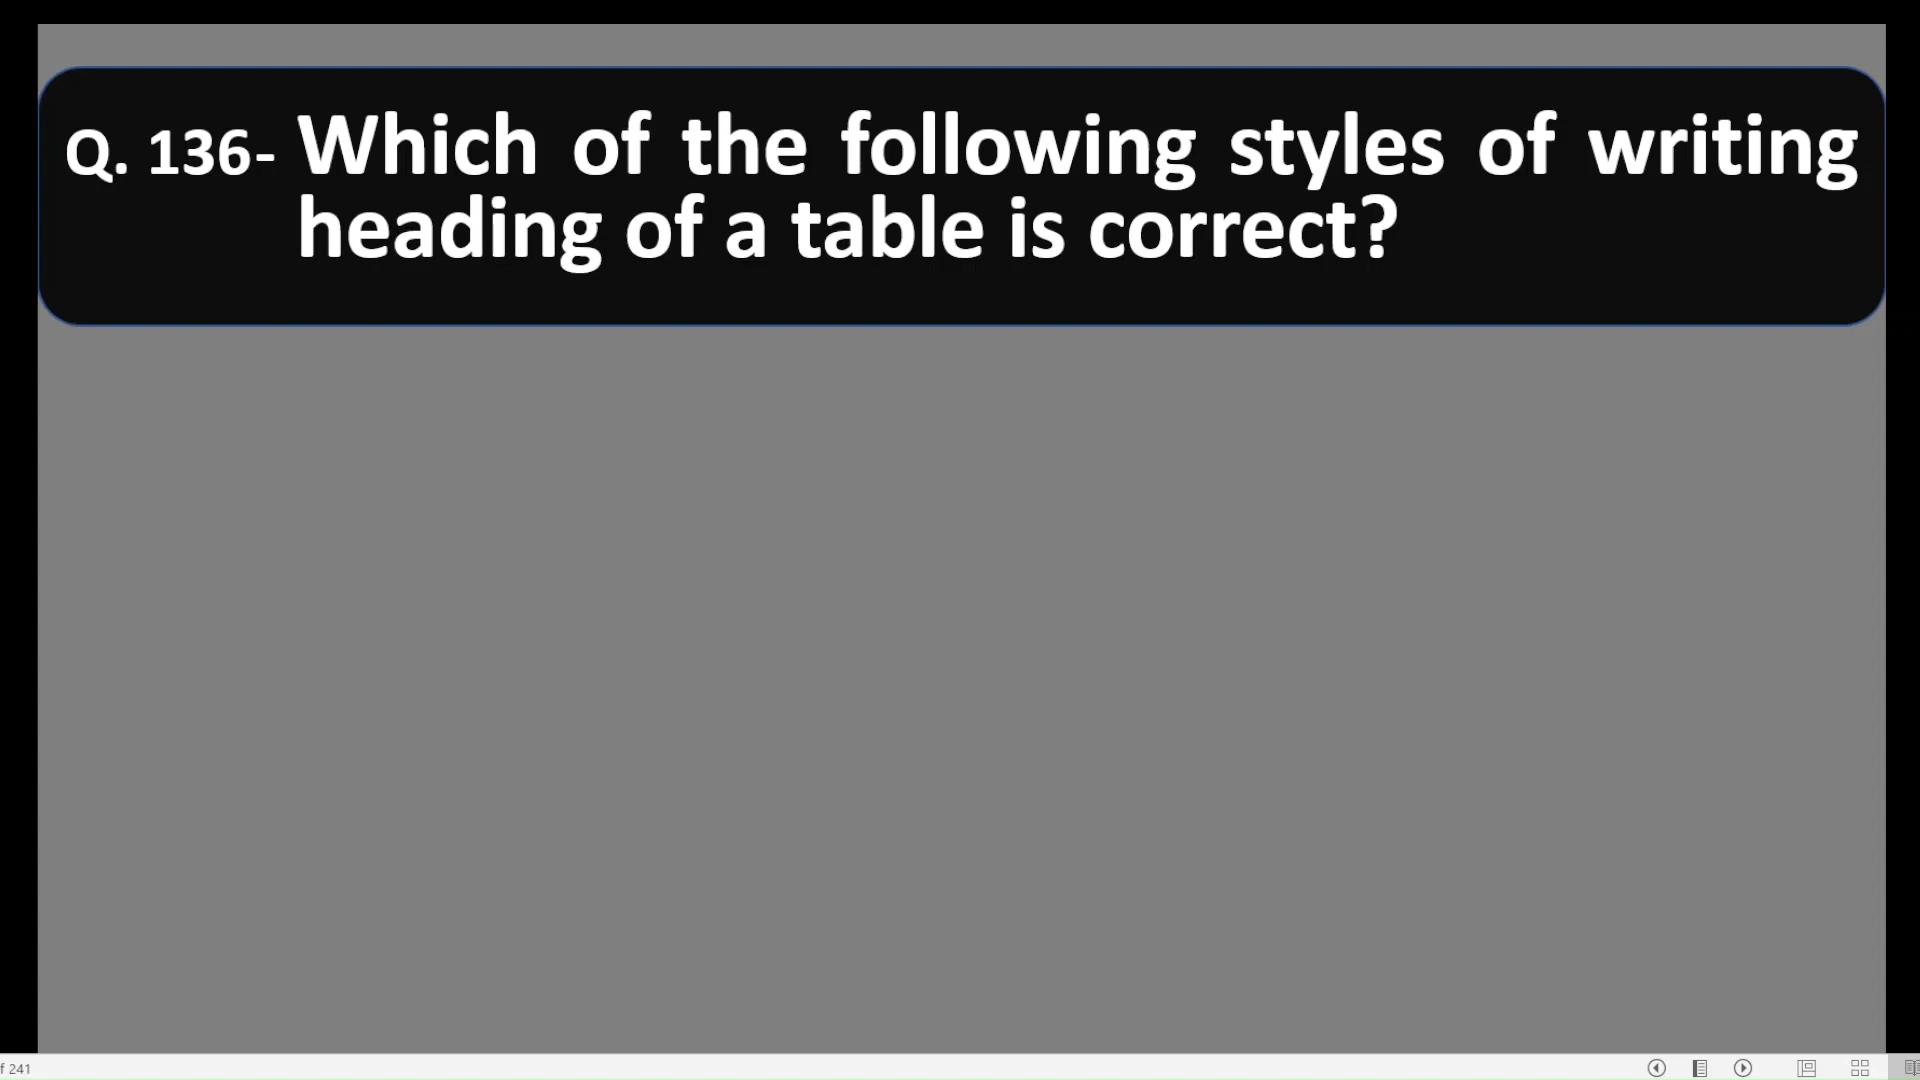 Q. 136- Which of the following styles of writing
heading of a table is correct?
f 241